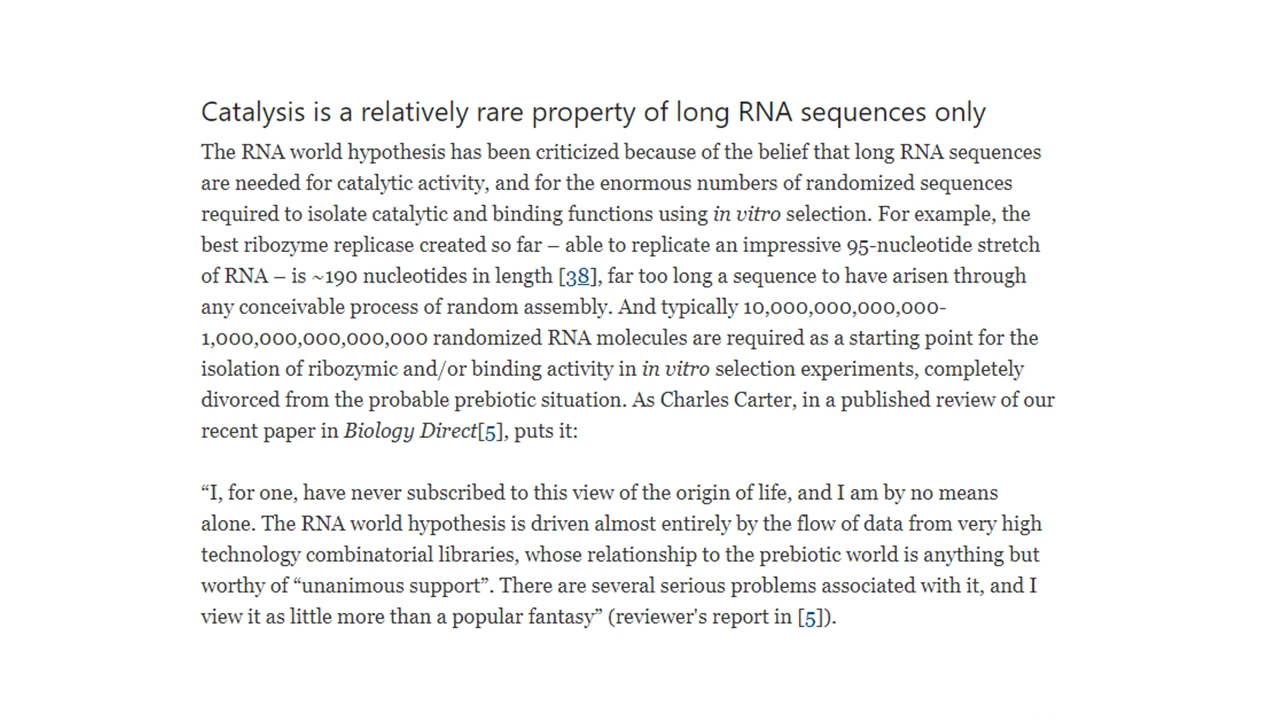 Catalysis is a relatively rare property of long RNA sequences only
The RNA world hypothesis has been criticized because of the belief that long RNA sequences
are needed for catalytic activity, and for the enormous numbers of randomized sequences
required to isolate catalytic and binding functions using in vitro selection. For example, the
best ribozyme replicase created so far – able to replicate an impressive 95-nucleotide stretch
of RNA – is ~190 nucleotides in length [38], far too long a sequence to have arisen through
any conceivable process of random assembly. And typically 10,000,000,000,000-
1,000,000,000,000,000 randomized RNA molecules are required as a starting point for the
isolation of ribozymic and/or binding activity in in vitro selection experiments, completely
divorced from the probable prebiotic situation. As Charles Carter, in a published review of our
recent paper in Biology Direct[5], puts it:
“I, for one, have never subscribed to this view of the origin of life, and I am by no means
alone. The RNA world hypothesis is driven almost entirely by the flow of data from very high
technology combinatorial libraries, whose relationship to the prebiotic world is anything but
worthy of “unanimous support”. There are several serious problems associated with it, and I
view it as little more than a popular fantasy” (reviewer's report in [5]).